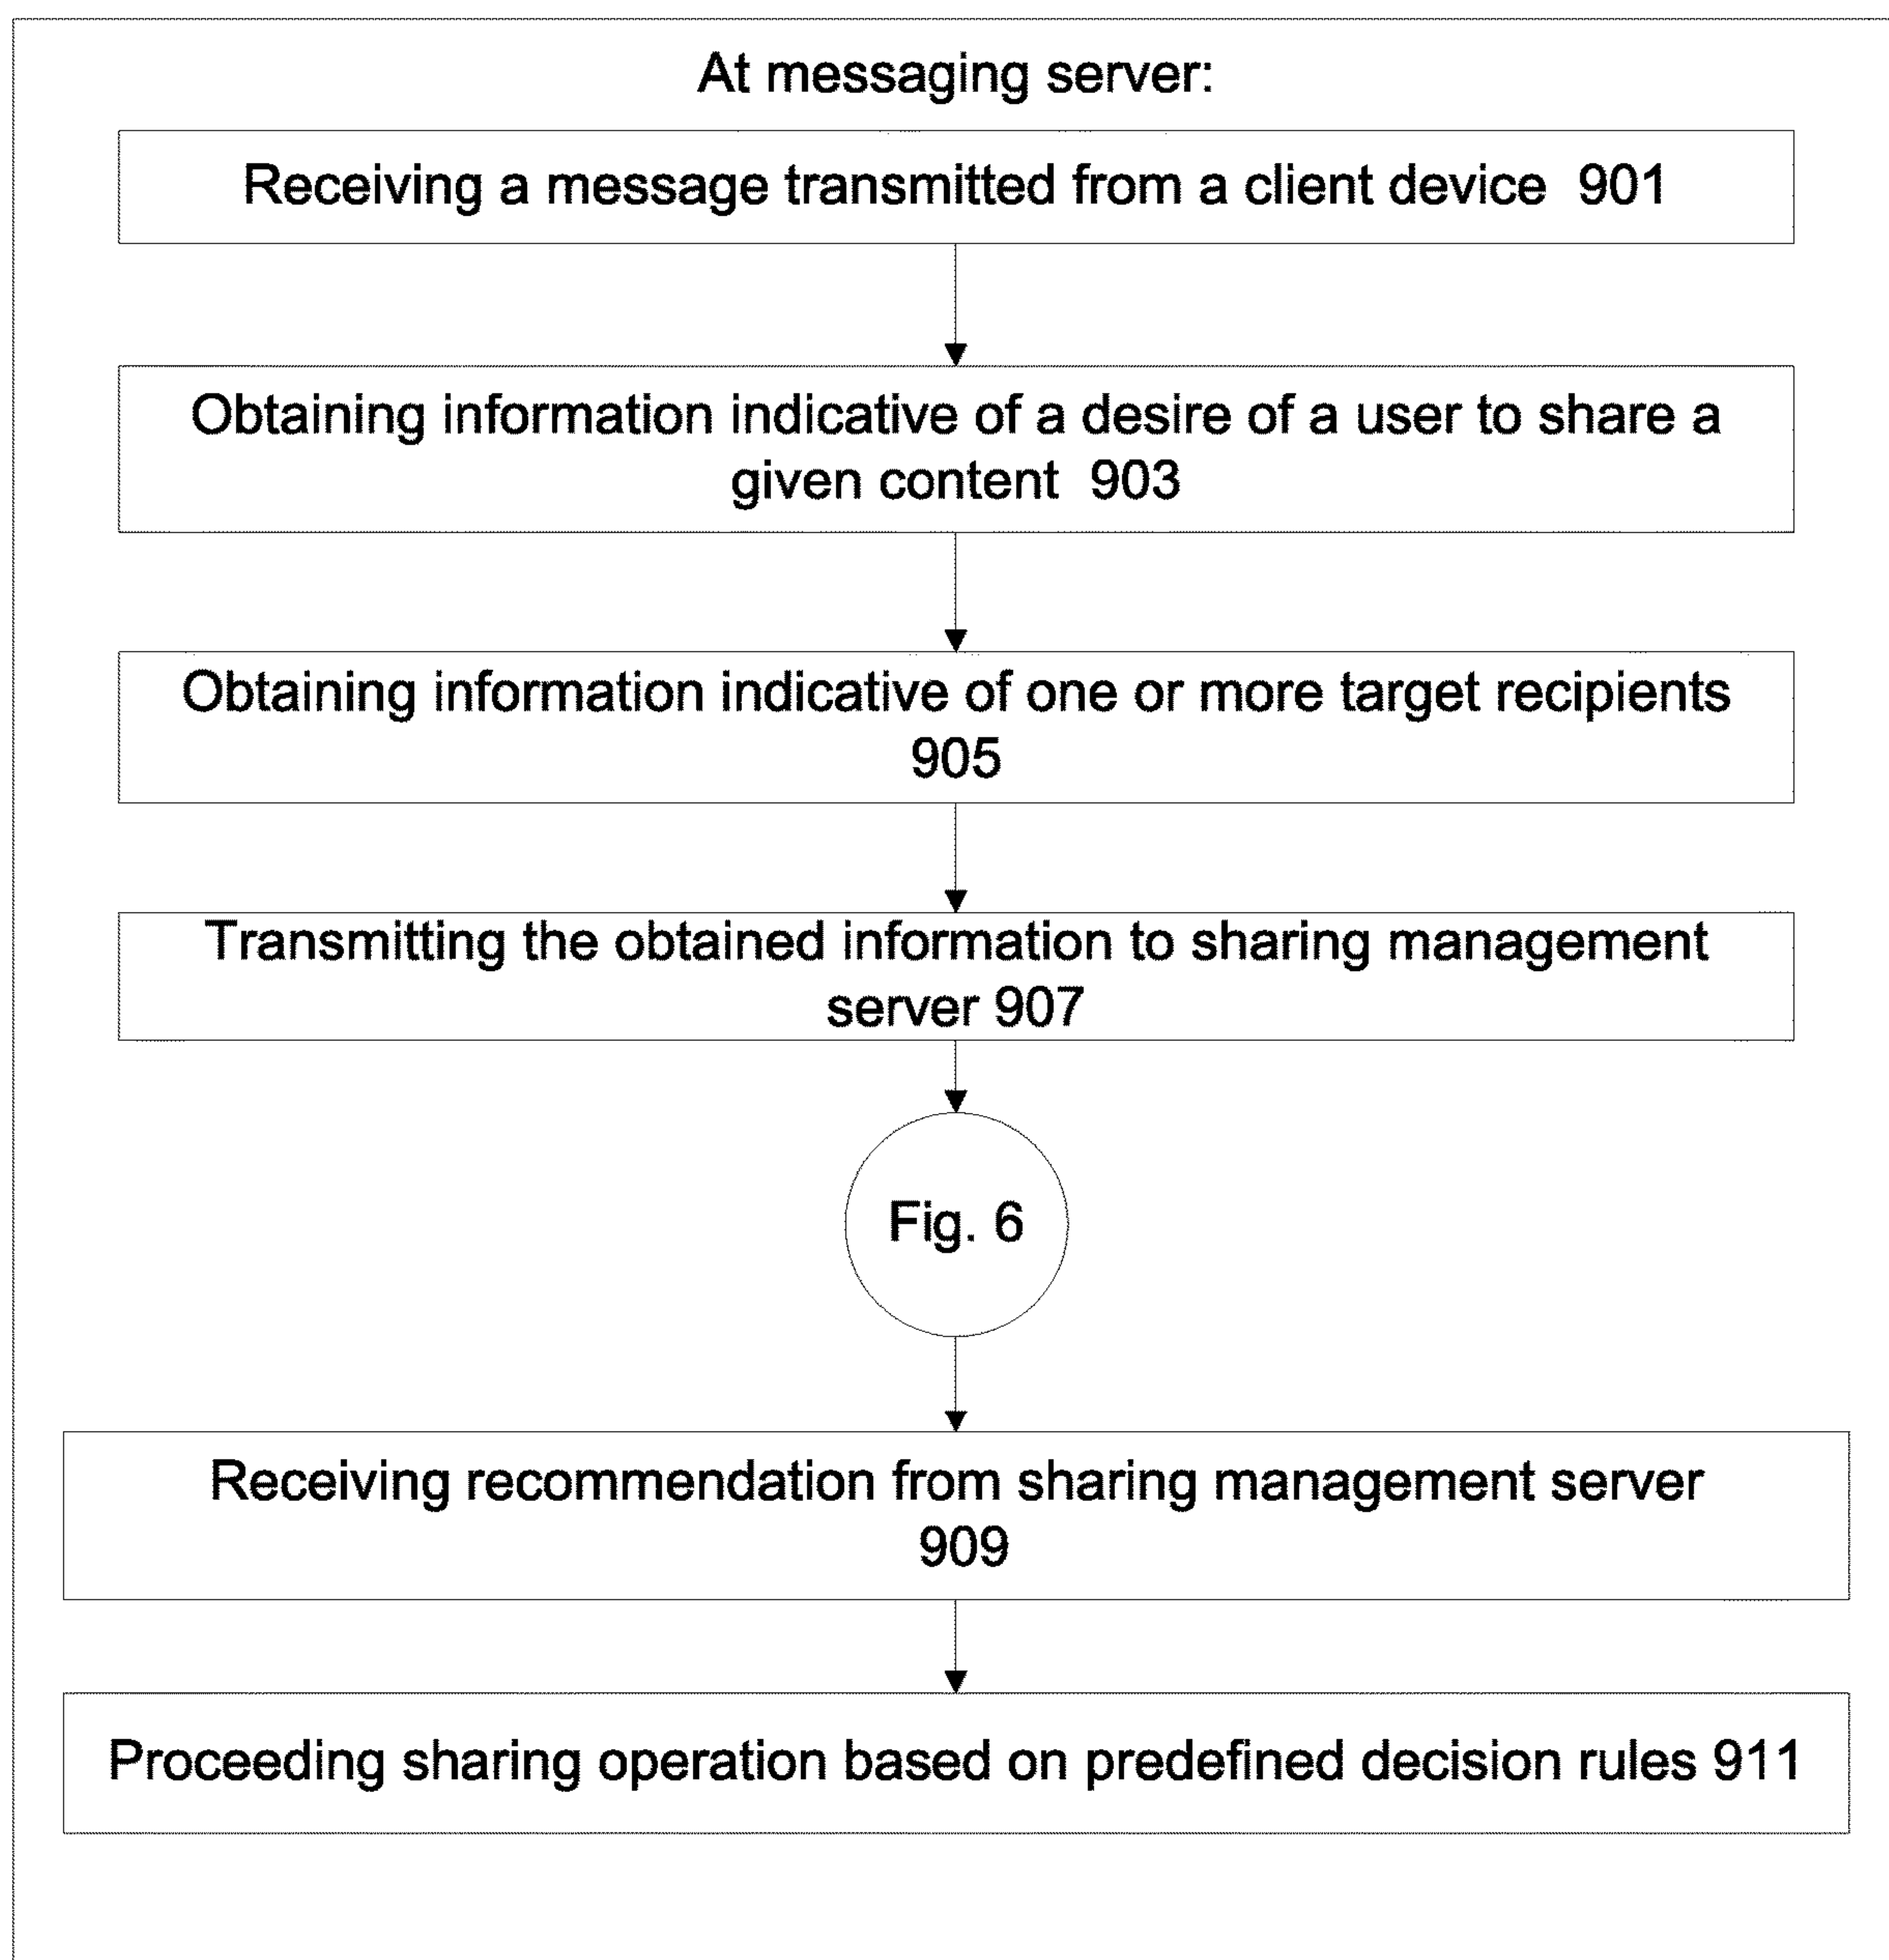 At messaging server:
Receiving a message transmitted from a client device 901
Obtaining information indicative of a desire of a user to share a
given content 903
Obtaining information indicative of one or more target recipients
905
Transmitting the obtained information to sharing management
server 907
Fig. 6
Receiving recommendation from sharing management server
909
Proceeding sharing operation based on predefined decision rules 911